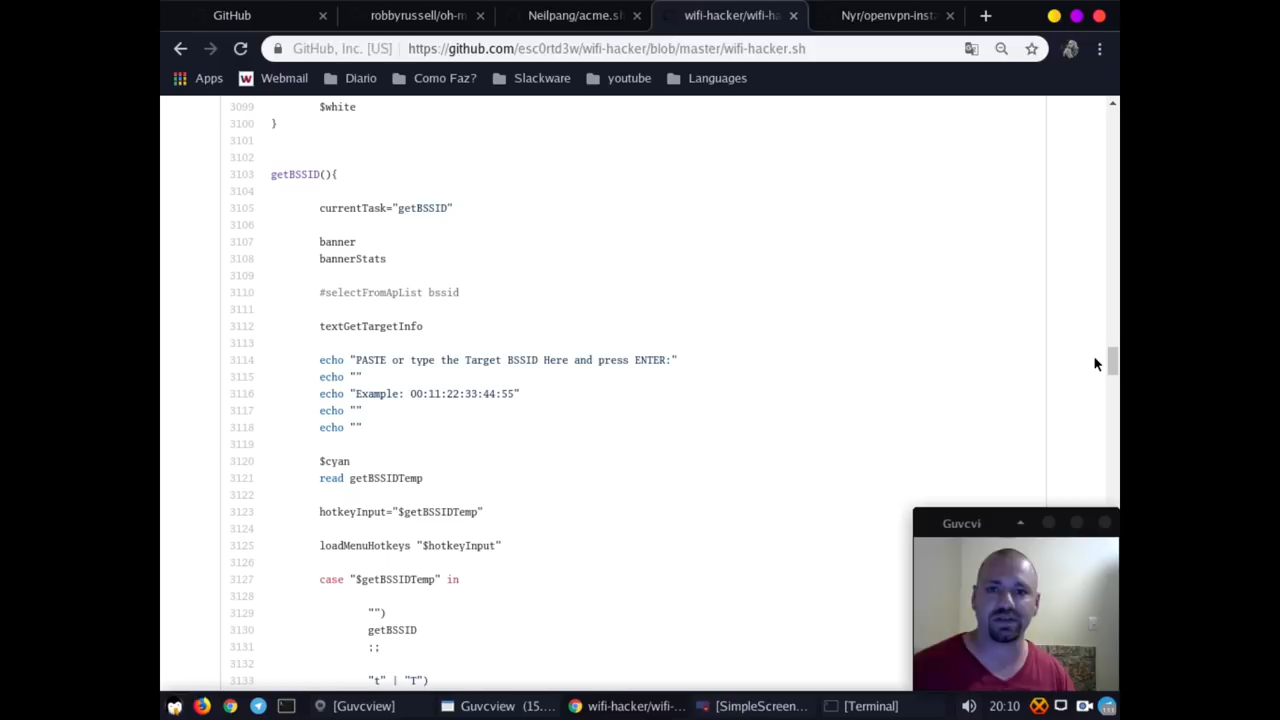 GitHub
robbyrussell/oh-m
Neilpang/acme.sh
wifi-hacker/wifi-h
Nyr/openvpn-insta
GitHub, Inc. [US]
https://github.com/esc0rtd3w/wifi-hacker/blob/master/wifi-hacker.sh
Apps
Webmail
Diario
Como Faz?
Slackware
youtube
Languages
3099 $white
3100 }
3101
3102
3103 getBSSID(){
3104
3105 currentTask="getBSSID"
3106
3107 banner
3108 bannerStats
3109
3110 #selectFromApList bssid
3111
3112 textGetTargetInfo
3113
3114 echo "PASTE or type the Target BSSID Here and press ENTER:"
3115 echo ""
3116 echo "Example: 00:11:22:33:44:55"
3117 echo ""
3118 echo ""
3119
3120 $cyan
3121 read getBSSIDTemp
3122
3123 hotkeyInput="$getBSSIDTemp"
3124
3125 loadMenuHotkeys "$hotkeyInput"
3126
3127 case "$getBSSIDTemp" in
3128
3129 "")
3130 getBSSID
3131 ;;
3132
3133 "t" | "T")
Guvcvi
[Guvcview]
Guvcview (15....
wifi-hacker/wifi-...
[SimpleScreen...
[Terminal]
20:10